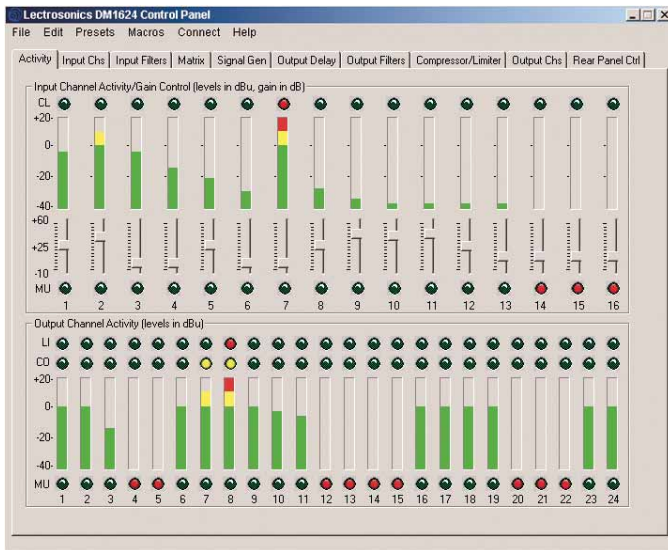 Lectrosonics DM1624 Control Panel
File Edit Presets Macros Connect Help
Activity Input Chs Input Filters Matrix Signal Gen Output Delay Output Filters Compressor/Limiter Output Chs Rear Panel Ctrl
Input Channel Activity/Gain Control (levels in dBu, gain in dB)
CL
+20-
0-
-20-
-40-
+60
+25
-10
MU
1 2 3 4 5 6 7 8 9 10 11 12 13 14 15 16
Output Channel Activity (levels in dBu)
LI
CO
+20-
0-
-20-
-40-
MU
1 2 3 4 5 6 7 8 9 10 11 12 13 14 15 16 17 18 19 20 21 22 23 24